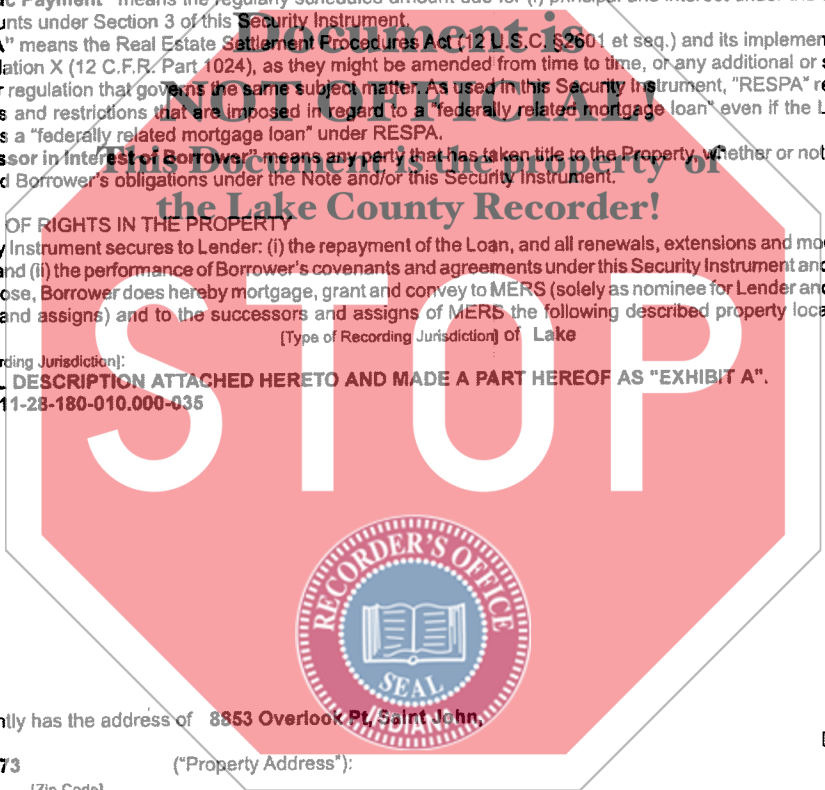 Payment" means the regularly scheduled amount due for (i) principal and interest under the
unts under Section 3 of this Security Instrument.
A" means the Real Estate Settlement Procedures Act (12 U.S.C. §2601 et seq.) and its implemen
lation X (12 C.F.R. Part 1024), as they might be amended from time to time, or any additional or s
r regulation that governs the same subject matter. As used in this Security Instrument, "RESPA" re
s and restrictions that are imposed in regard to a "federally related mortgage loan" even if the L
s a "federally related mortgage loan" under RESPA.
ssor in Interest of Borrower" means any party that has taken title to the Property, whether or not
d Borrower's obligations under the Note and/or this Security Instrument.
Document is
NOT OFFICIAL!
This Document is the property of
the Lake County Recorder!
OF RIGHTS IN THE PROPERTY
y Instrument secures to Lender: (i) the repayment of the Loan, and all renewals, extensions and mo
and (ii) the performance of Borrower's covenants and agreements under this Security Instrument and
ose, Borrower does hereby mortgage, grant and convey to MERS (solely as nominee for Lender and
and assigns) and to the successors and assigns of MERS the following described property loca
[Type of Recording Jurisdiction] of Lake
rding Jurisdiction]:
L DESCRIPTION ATTACHED HERETO AND MADE A PART HEREOF AS "EXHIBIT A".
11-28-180-010.000-035
STOP
RECORDER'S OFFICE
SEAL
INDIANA
ntly has the address of 8853 Overlook Pt, Saint John,
73 ("Property Address"):
[Zip Code]